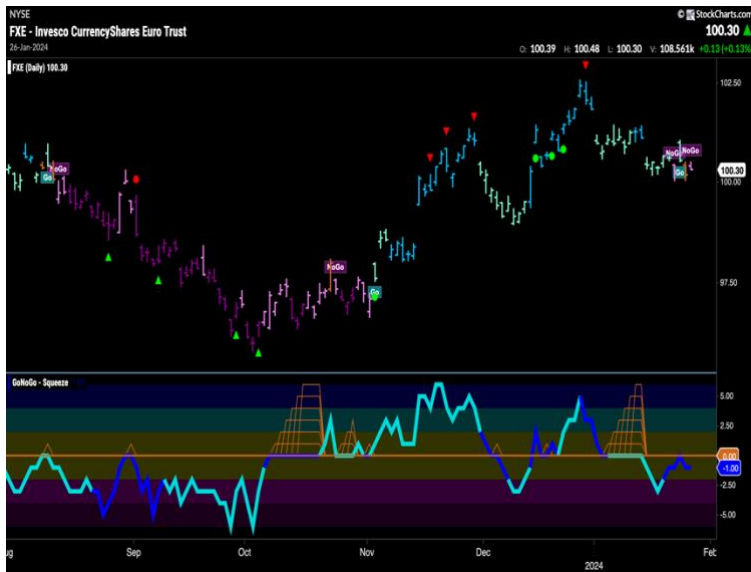 NYSE
© StockCharts.com
FXE - Invesco CurrencyShares Euro Trust
100.30
26-Jan-2024
O: 100.39 H: 100.48 L: 100.30 V: 108.561k +0.13 (+0.13%)
FXE (Daily) 100.30
102.50
NoGo
Go
NoGo
NoGo
Go
100.30
100.00
NoGo
97.50
Go
GoNoGo - Squeeze
5.00
2.50
0.00
-1.00
-2.50
-5.00
Sep Oct Nov Dec 2024 Feb